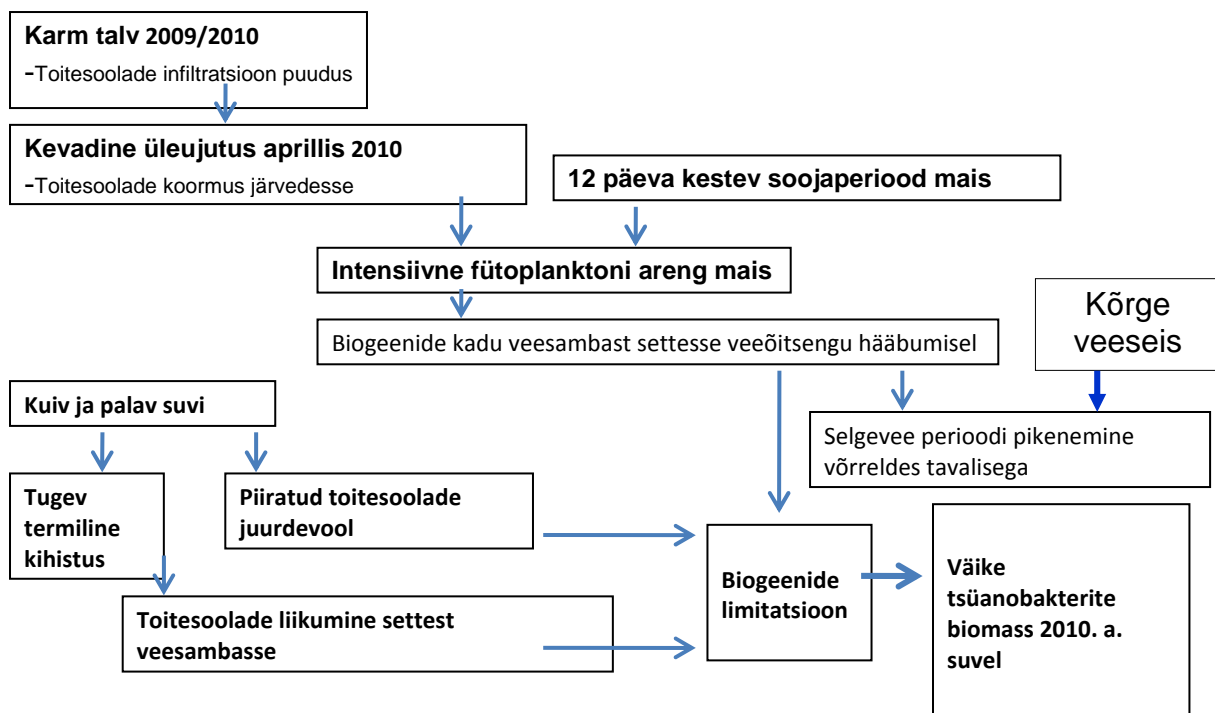 Karm talv 2009/2010
-Toitesoolade infiltratsioon puudus
Kevadine üleujutus aprillis 2010
-Toitesoolade koormus järvedesse
12 päeva kestev soojaperiood mais
Intensiivne fütoplanktoni areng mais
Biogeenide kadu veesambast settesse veeõitsengu hääbumisel
Kõrge
veeseis
Kuiv ja palav suvi
Selgevee perioodi pikenemine
võrreldes tavalisega
Tugev
termiline
kihistus
Piiratud toitesoolade
juurdevool
Biogeenide
limitatsioon
Väike
tsüanobakterite
biomass 2010. a.
suvel
Toitesoolade liikumine settest
veesambasse